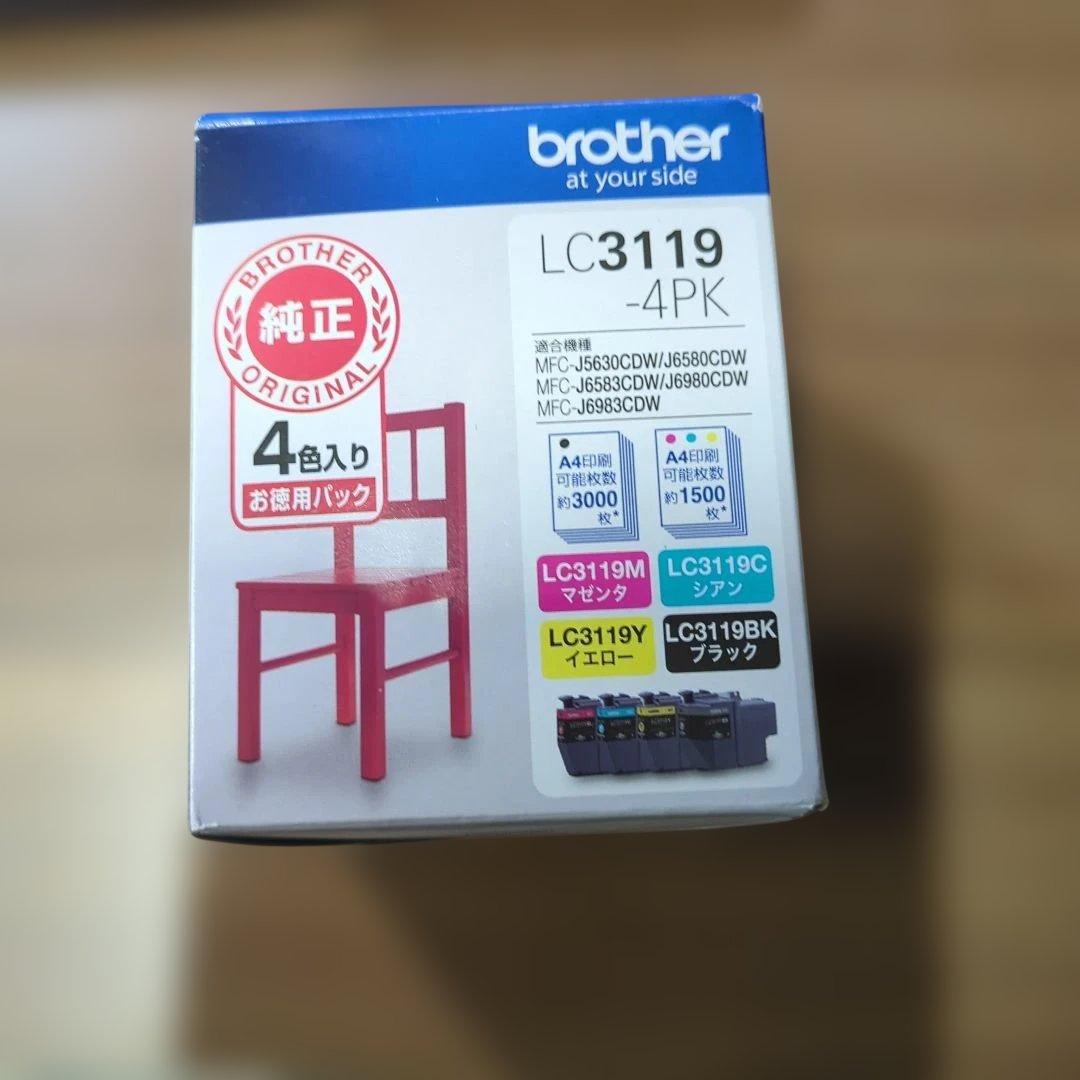 brother
at your side
LC3119
-4PK
BROTHER
純正
ORIGINAL
4色入り
お徳用パック
適合機種
MFC-J5630CDW/J6580CDW
MFC-J6583CDW/J6980CDW
MFC-J6983CDW
A4印刷
可能枚数
約3000
枚*
A4印刷
可能枚数
約1500
枚*
LC3119M
マゼンタ
LC3119C
シアン
LC3119Y
イエロー
LC3119BK
ブラック